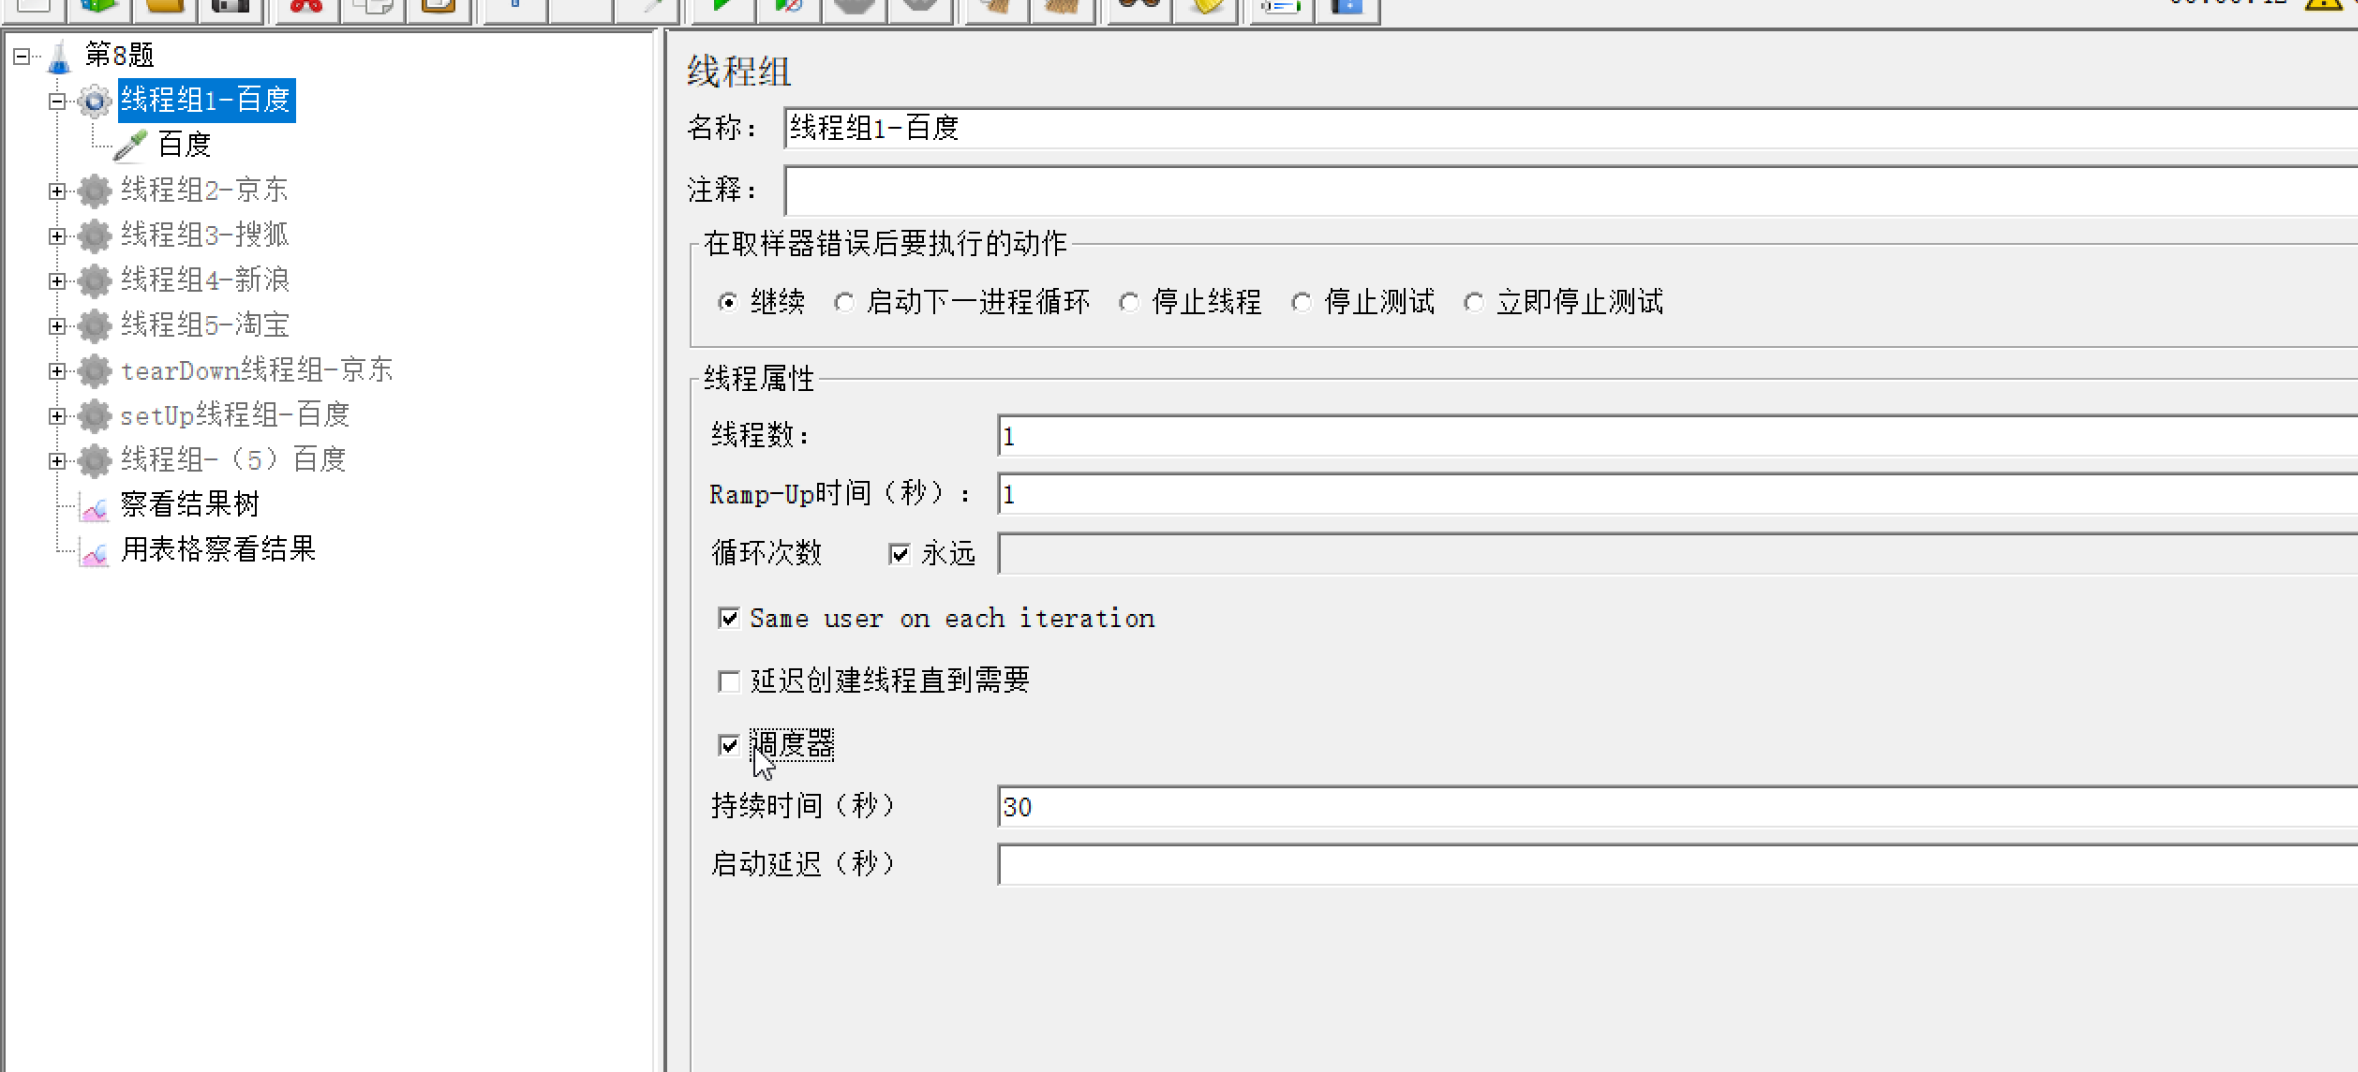 第8题
线程组1-百度
百度
线程组2-京东
线程组3-搜狐
线程组4-新浪
线程组5-淘宝
tearDown线程组-京东
setUp线程组-百度
线程组-（5）百度
察看结果树
用表格察看结果
线程组
名称： 线程组1-百度
注释：
在取样器错误后要执行的动作
继续 启动下一进程循环 停止线程 停止测试 立即停止测试
线程属性
线程数： 1
Ramp-Up时间（秒）： 1
循环次数 永远
Same user on each iteration
延迟创建线程直到需要
调度器
持续时间（秒） 30
启动延迟（秒）